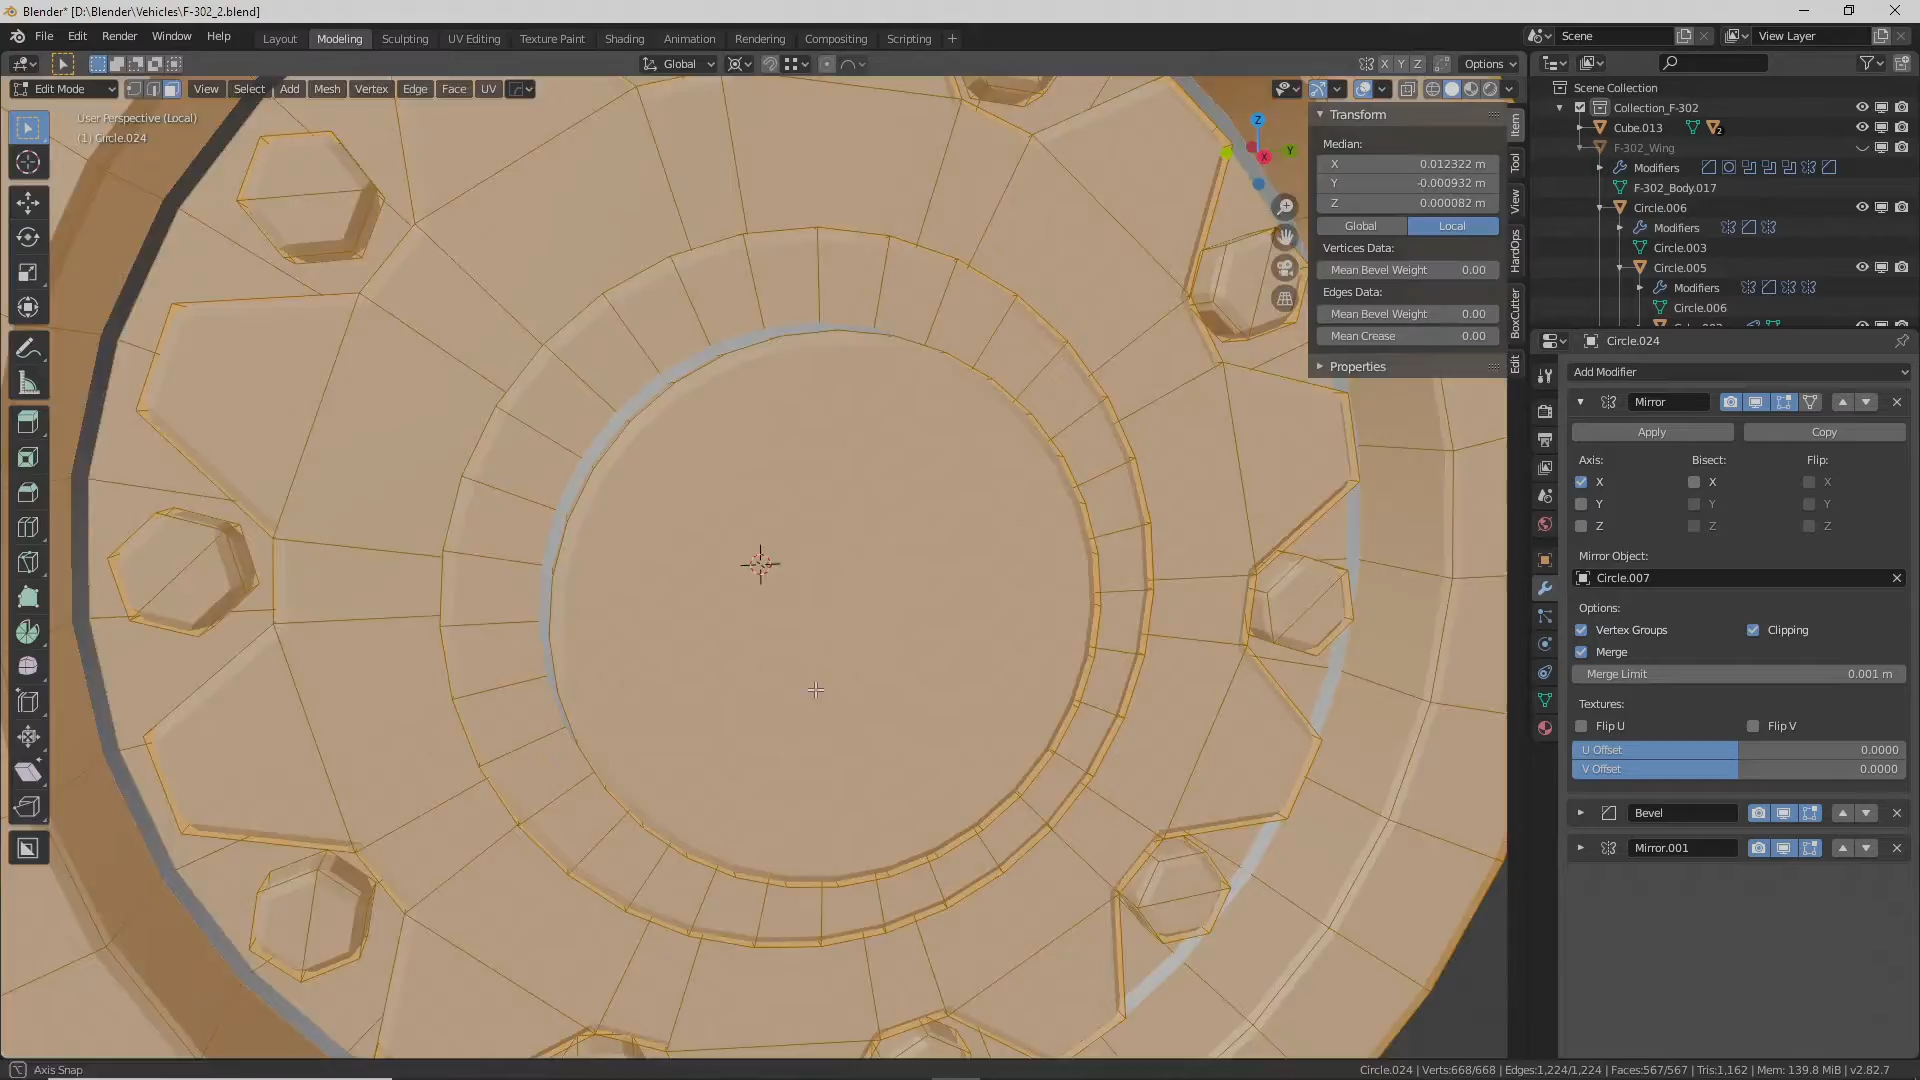 Blender* [D:\Blender\Vehicles\F-302_2.blend]
File Edit Render Window Help Layout Modeling Sculpting UV Editing Texture Paint Shading Animation Rendering Compositing Scripting Scene View Layer
Global X Y Z Options
Edit Mode View Select Add Mesh Vertex Edge Face UV
User Perspective (Local)
(1) Circle.024
Z
Y
X
Transform
Median:
X 0.012322 m
Y -0.000932 m
Z 0.000082 m
Global Local
Vertices Data:
Mean Bevel Weight 0.00
Edges Data:
Mean Bevel Weight 0.00
Mean Crease 0.00
Properties
Item
Tool
View
HardOps
BoxCutter
Edit
Scene Collection
Collection_F-302
Cube.013 2
F-302_Wing
Modifiers
F-302_Body.017
Circle.006
Modifiers
Circle.003
Circle.005
Modifiers
Circle.006
Circle.024
Add Modifier
Mirror
Apply Copy
Axis: Bisect: Flip:
X X X
Y Y Y
Z Z Z
Mirror Object:
Circle.007
Options:
Vertex Groups Clipping
Merge
Merge Limit 0.001 m
Textures:
Flip U Flip V
U Offset 0.0000
V Offset 0.0000
Bevel
Mirror.001
Axis Snap
Circle.024 | Verts:668/668 | Edges:1,224/1,224 | Faces:567/567 | Tris:1,162 | Mem: 139.8 MiB | v2.82.7